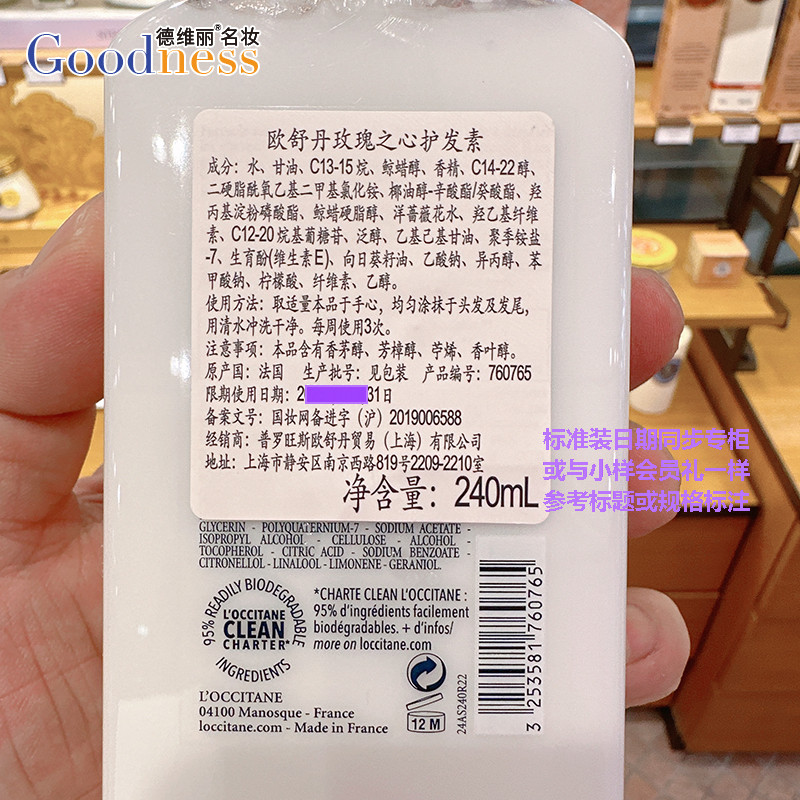 德维丽®名妆
Goodness
欧舒丹玫瑰之心护发素
成分：水、甘油、C13-15烷、鲸蜡醇、香精、C14-22醇、
二硬脂酰氧乙基二甲基氯化铵、椰油醇-辛酸酯/癸酸酯、羟
丙基淀粉磷酸酯、鲸蜡硬脂醇、洋蔷薇花水、羟乙基纤维
素、C12-20烷基葡糖苷、泛醇、乙基己基甘油、聚季铵盐
-7、生育酚(维生素E)、向日葵籽油、乙酸钠、异丙醇、苯
甲酸钠、柠檬酸、纤维素、乙醇。
使用方法：取适量本品于手心，均匀涂抹于头发及发尾，
用清水冲洗干净。每周使用3次。
注意事项：本品含有香茅醇、芳樟醇、苧烯、香叶醇。
原产国：法国 生产批号：见包装 产品编号：760765
限期使用日期：2 31日
备案文号：国妆网备进字（沪）2019006588
经销商：普罗旺斯欧舒丹贸易（上海）有限公司
地址：上海市静安区南京西路819号2209-2210室
净含量：240mL
标准装日期同步专柜
或与小样会员礼一样
参考标题或规格标注
GLYCERIN - POLYQUATERNIUM-7 - SODIUM ACETATE -
ISOPROPYL ALCOHOL - CELLULOSE - ALCOHOL -
TOCOPHEROL - CITRIC ACID - SODIUM BENZOATE -
CITRONELLOL - LINALOOL - LIMONENE - GERANIOL.
95% READILY BIODEGRADABLE
INGREDIENTS
L'OCCITANE
CLEAN
CHARTER*
*CHARTE CLEAN L'OCCITANE :
95% d'ingrédients facilement
biodégradables. + d'infos/
more on loccitane.com
L'OCCITANE
04100 Manosque - France
loccitane.com - Made in France
12 M
24AS240R22
3 253581 760765